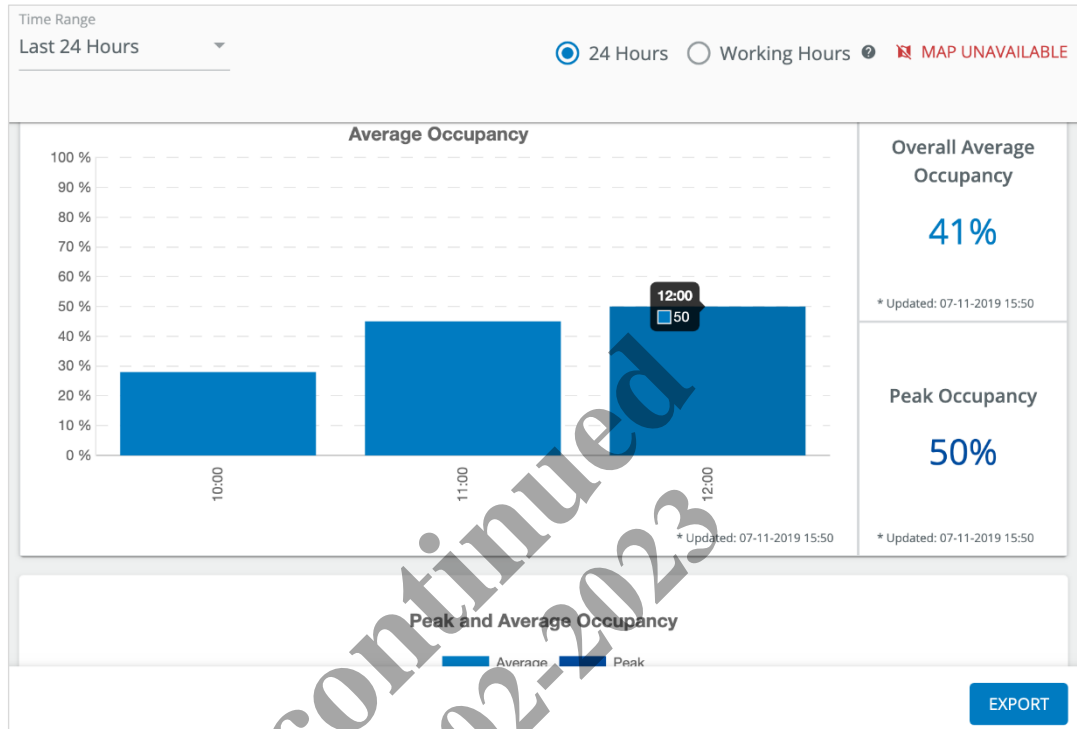 Time Range
Last 24 Hours
24 Hours
Working Hours
?
MAP UNAVAILABLE
Average Occupancy
100 %
90 %
80 %
70 %
60 %
50 %
40 %
30 %
20 %
10 %
0 %
12:00
50
10:00
11:00
12:00
* Updated: 07-11-2019 15:50
Overall Average
Occupancy
41%
* Updated: 07-11-2019 15:50
Peak Occupancy
50%
* Updated: 07-11-2019 15:50
Peak and Average Occupancy
Average
Peak
EXPORT
continued
02-2023